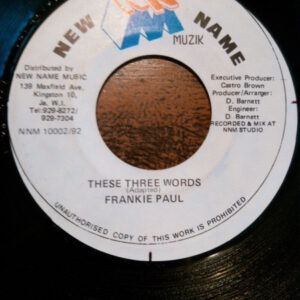 NEW NAME
MUZIK
Distributed by
NEW NAME MUSIC
139 Maxfield Ave.
Kingston 10,
Ja. W.I.
Tel:929-8272/
929-7304
NNM 10002/92
Executive Producer:
Castro Brown
Producer/Arranger:
D. Barnett
Engineer:
D. Barnett
RECORDED & MIX AT
NNM STUDIO
THESE THREE WORDS
(Adapted)
FRANKIE PAUL
UNAUTHORISED COPY OF THIS WORK IS PROHIBITED